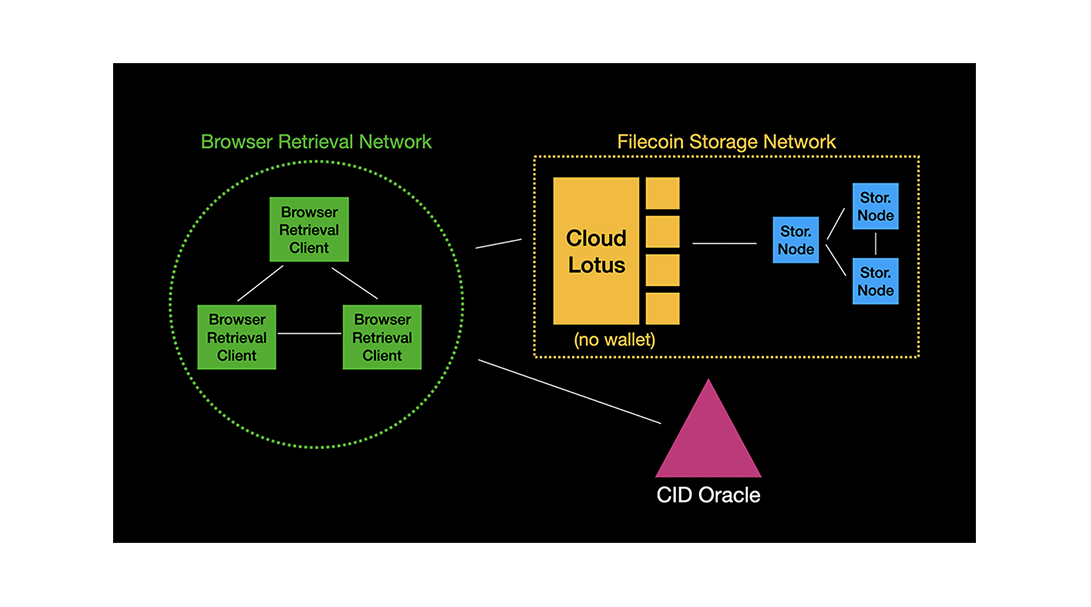 Browser Retrieval Network
Browser
Retrieval
Client
Browser
Retrieval
Client
Browser
Retrieval
Client
Filecoin Storage Network
Cloud
Lotus
(no wallet)
Stor.
Node
Stor.
Node
Stor.
Node
CID Oracle